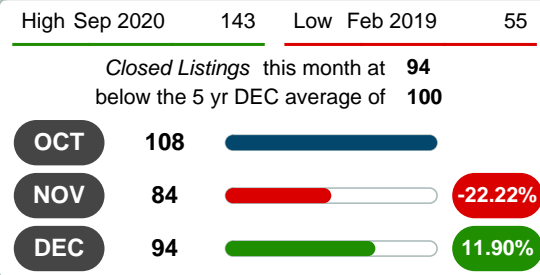 High Sep 2020 143 Low Feb 2019 55
Closed Listings this month at 94
below the 5 yr DEC average of 100
OCT 108
NOV 84 -22.22%
DEC 94 11.90%